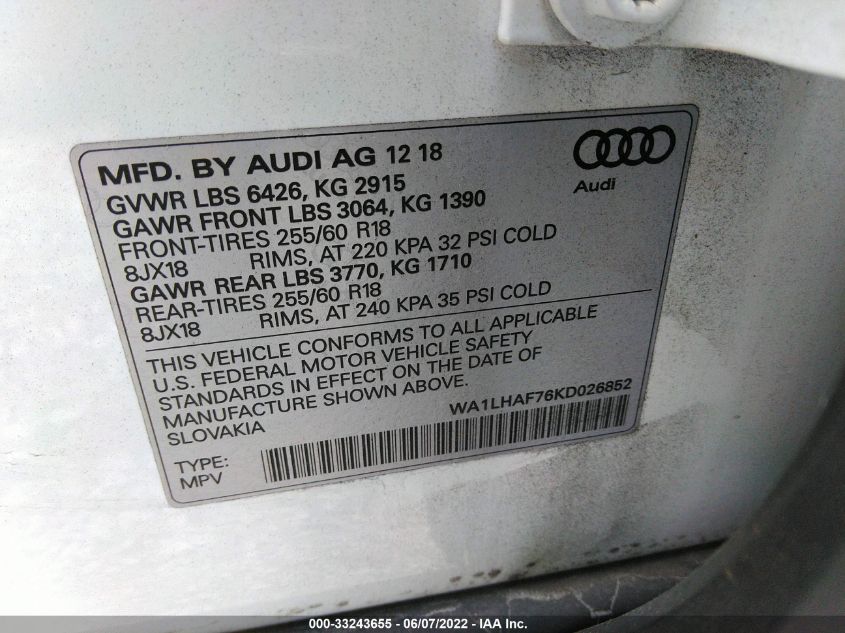 MFD. BY AUDI AG 12 18
Audi
GVWR LBS 6426, KG 2915
GAWR FRONT LBS 3064, KG 1390
FRONT-TIRES 255/60 R18
8JX18 RIMS, AT 220 KPA 32 PSI COLD
GAWR REAR LBS 3770, KG 1710
REAR-TIRES 255/60 R18
8JX18 RIMS, AT 240 KPA 35 PSI COLD
THIS VEHICLE CONFORMS TO ALL APPLICABLE
U.S. FEDERAL MOTOR VEHICLE SAFETY
STANDARDS IN EFFECT ON THE DATE OF
MANUFACTURE SHOWN ABOVE.
SLOVAKIA
WA1LHAF76KD026852
TYPE:
MPV
000-33243655 - 06/07/2022 - IAA Inc.